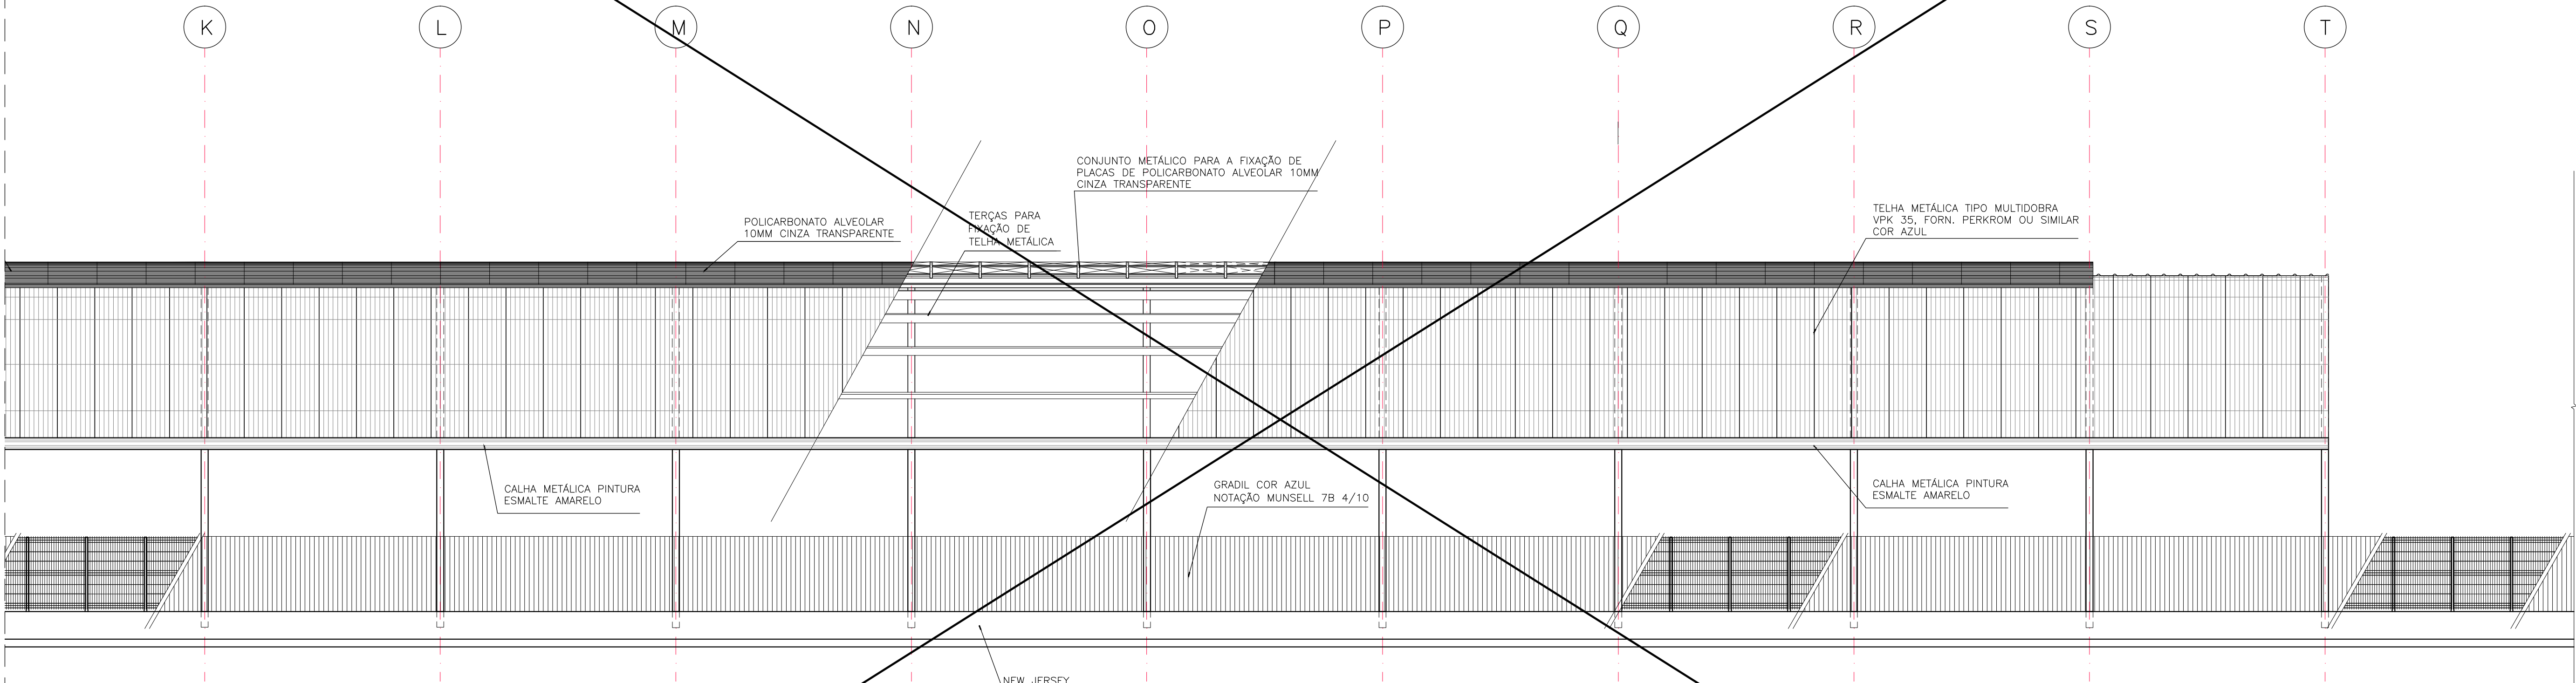 K
L
M
N
O
P
Q
R
S
T
CONJUNTO METÁLICO PARA A FIXAÇÃO DE
PLACAS DE POLICARBONATO ALVEOLAR 10MM
CINZA TRANSPARENTE
POLICARBONATO ALVEOLAR
10MM CINZA TRANSPARENTE
TERÇAS PARA
FIXAÇÃO DE
TELHA METÁLICA
TELHA METÁLICA TIPO MULTIDOBRA
VPK 35, FORN. PERKROM OU SIMILAR
COR AZUL
CALHA METÁLICA PINTURA
ESMALTE AMARELO
GRADIL COR AZUL
NOTAÇÃO MUNSELL 7B 4/10
CALHA METÁLICA PINTURA
ESMALTE AMARELO
NEW JERSEY